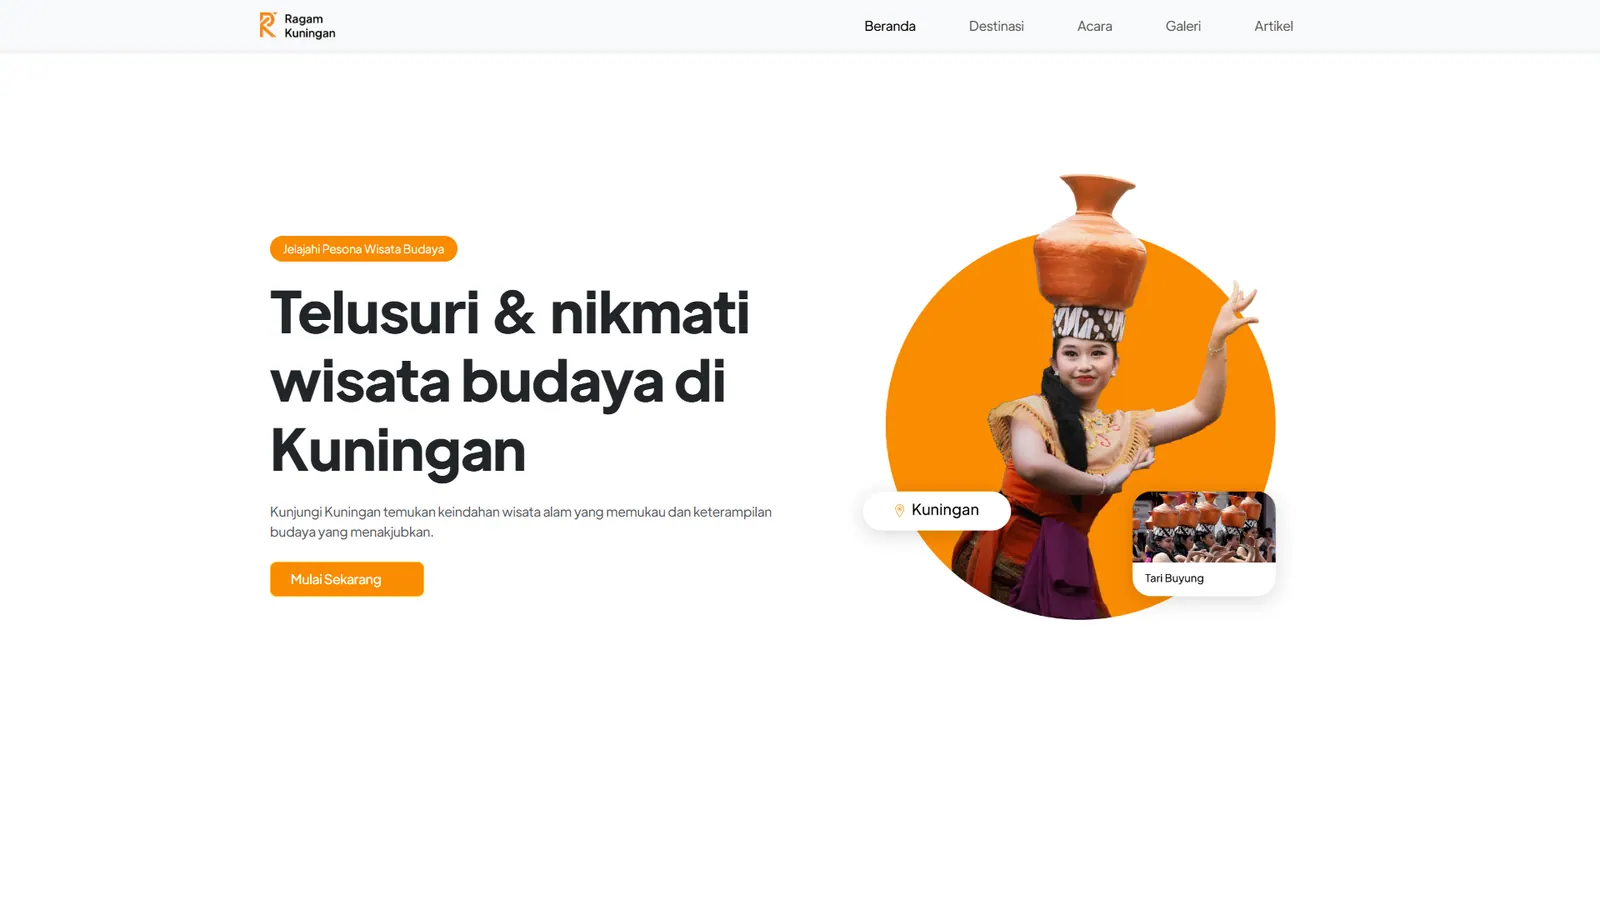 Ragam
Kuningan
Beranda
Destinasi
Acara
Galeri
Artikel
Jelajahi Pesona Wisata Budaya
Telusuri & nikmati
wisata budaya di
Kuningan
Kunjungi Kuningan temukan keindahan wisata alam yang memukau dan keterampilan
budaya yang menakjubkan.
Mulai Sekarang
Kuningan
Tari Buyung